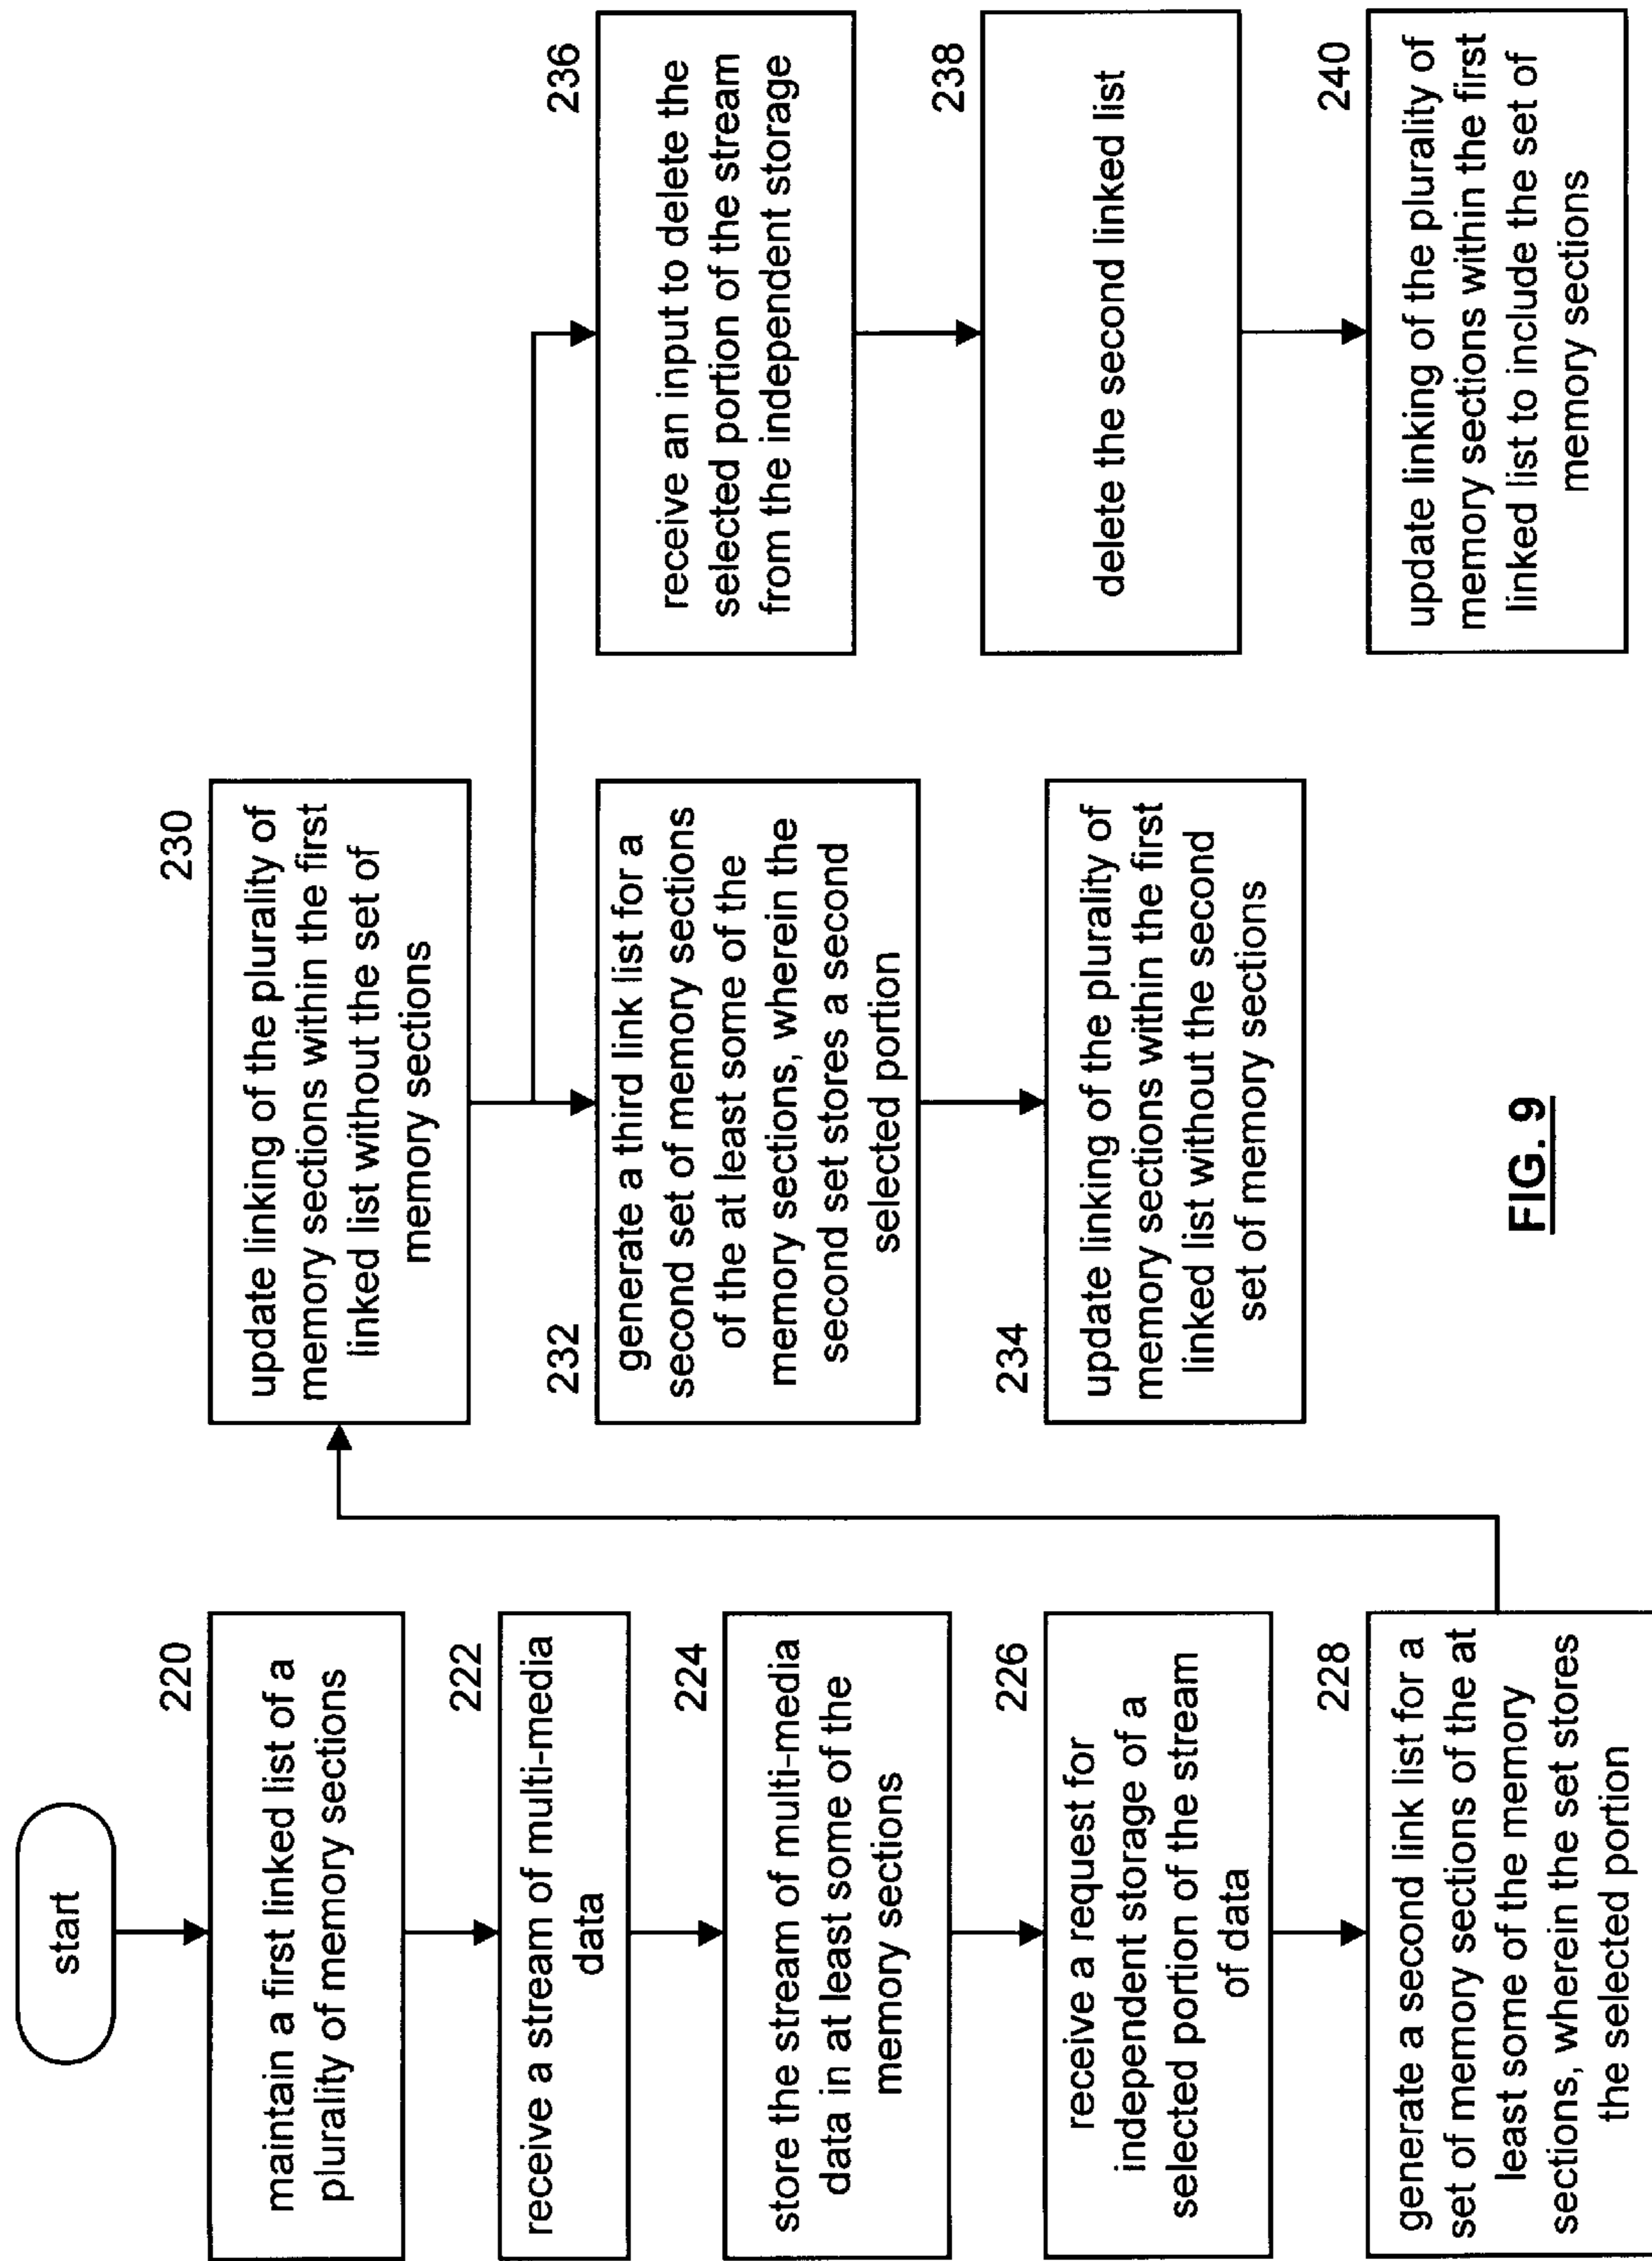 start
220
maintain a first linked list of a
plurality of memory sections
222
receive a stream of multi-media
data
224
store the stream of multi-media
data in at least some of the
memory sections
226
receive a request for
independent storage of a
selected portion of the stream
of data
228
generate a second link list for a
set of memory sections of the at
least some of the memory
sections, wherein the set stores
the selected portion
230
update linking of the plurality of
memory sections within the first
linked list without the set of
memory sections
232
generate a third link list for a
second set of memory sections
of the at least some of the
memory sections, wherein the
second set stores a second
selected portion
234
update linking of the plurality of
memory sections within the first
linked list without the second
set of memory sections
236
receive an input to delete the
selected portion of the stream
from the independent storage
238
delete the second linked list
240
update linking of the plurality of
memory sections within the first
linked list to include the set of
memory sections
FIG. 9